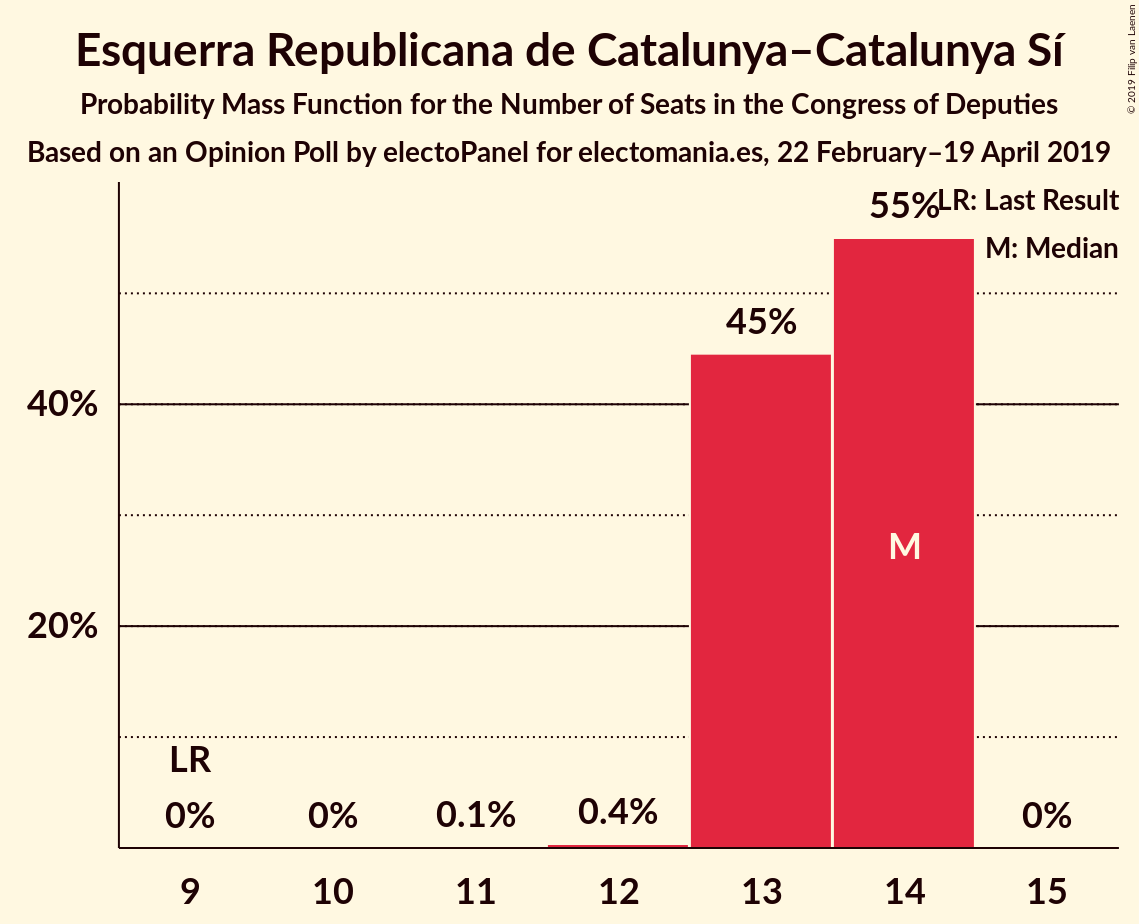 Esquerra Republicana de Catalunya–Catalunya Sí
Probability Mass Function for the Number of Seats in the Congress of Deputies
Based on an Opinion Poll by electoPanel for electomania.es, 22 February–19 April 2019
© 2019 Filip van Laenen
LR: Last Result
M: Median
55%
45%
40%
M
20%
LR
0% 0% 0.1% 0.4% 0%
9 10 11 12 13 14 15